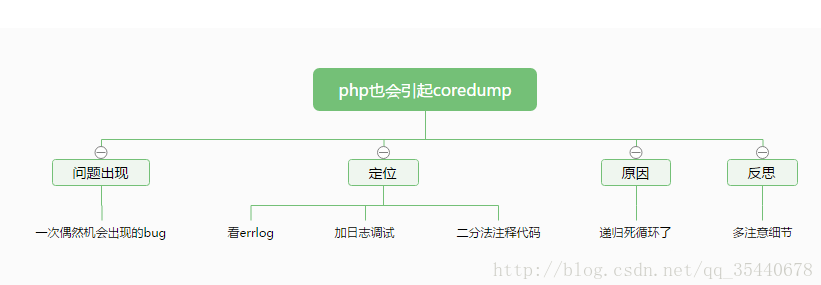 php也会引起coredump
问题出现
定位
原因
反思
一次偶然机会出现的bug
看errlog
加日志调试
二分法注释代码
递归死循环了
多注意细节
http://blog.csdn.net/qq_35440678